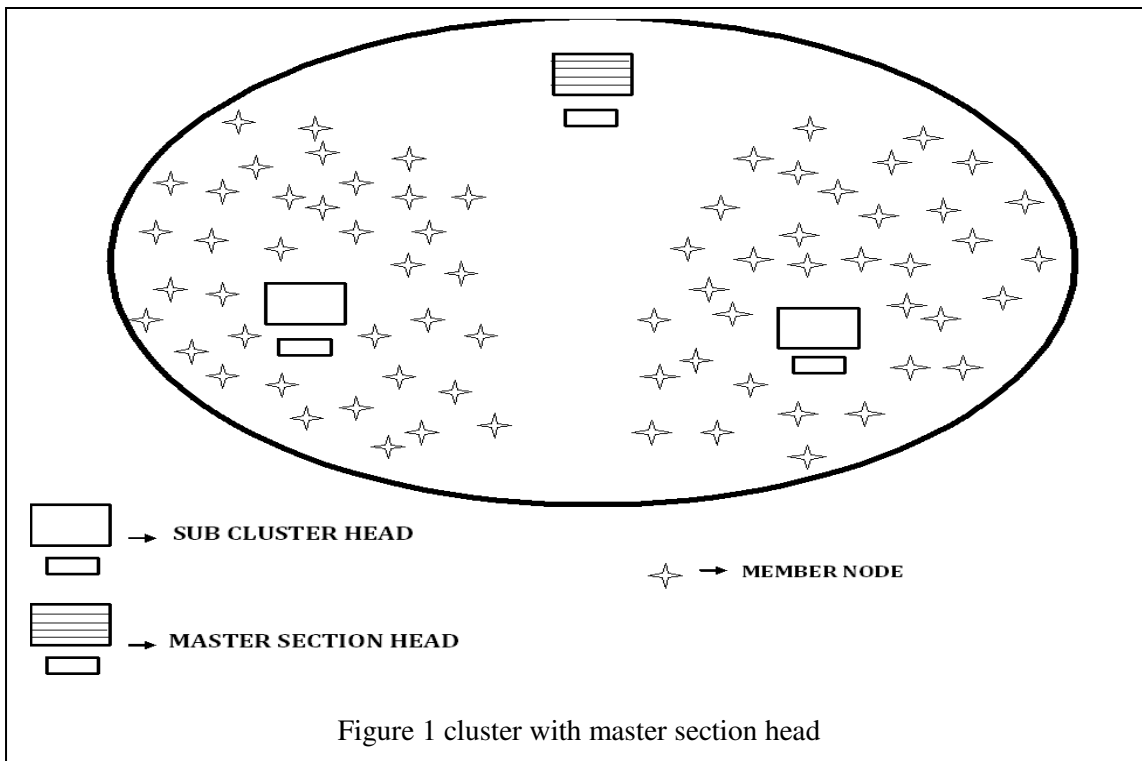 SUB CLUSTER HEAD
MEMBER NODE
MASTER SECTION HEAD
Figure 1 cluster with master section head